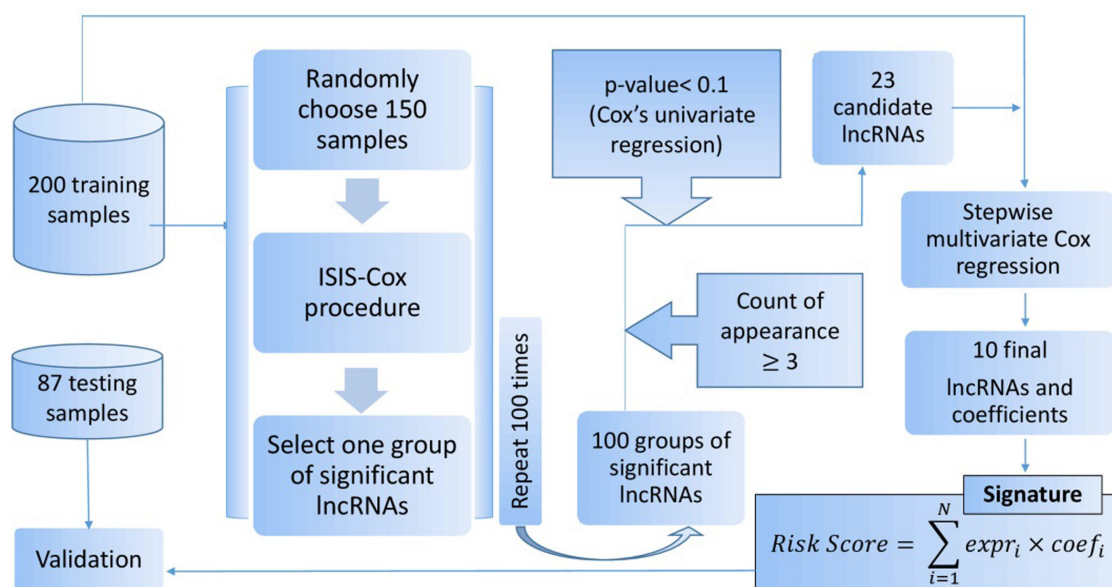 200 training
samples
87 testing
samples
Validation
Randomly
choose 150
samples
ISIS-Cox
procedure
Select one group
of significant
lncRNAs
Repeat 100 times
100 groups of
significant
lncRNAs
Count of
appearance
≥ 3
p-value< 0.1
(Cox's univariate
regression)
23
candidate
lncRNAs
Stepwise
multivariate Cox
regression
10 final
lncRNAs and
coefficients
Signature
Risk Score = ∑_{i=1}^{N} expr_i × coef_i